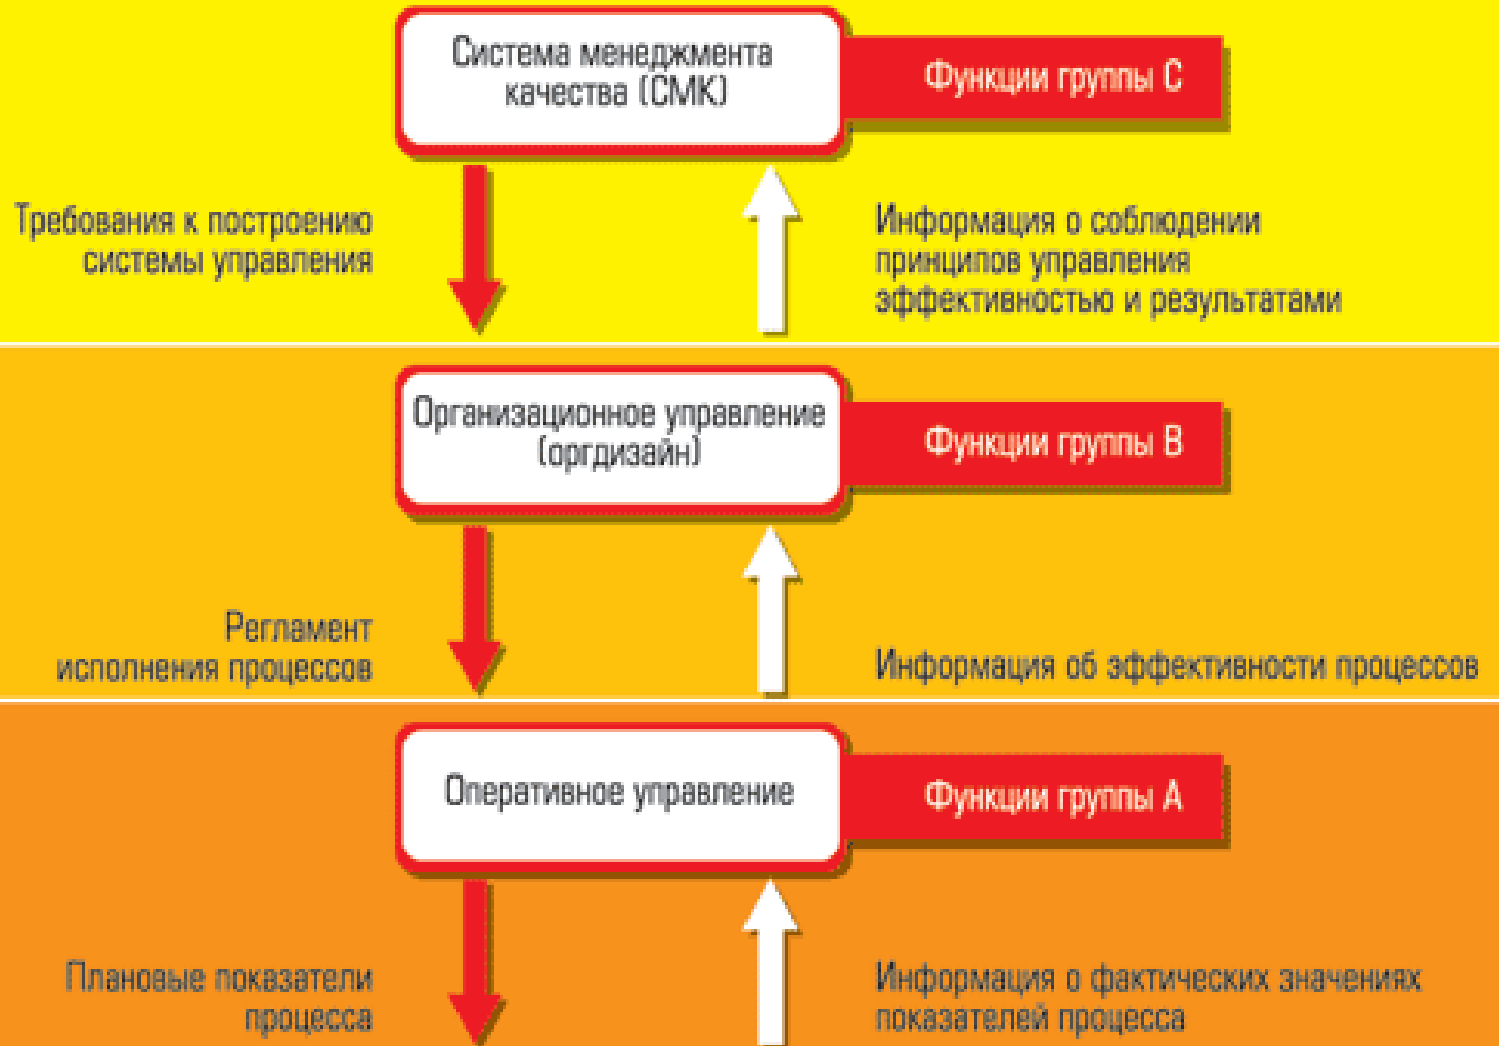 Система менеджмента
качества (СМК)
Функции группы С
Требования к построению
системы управления
Информация о соблюдении
принципов управления
эффективностью и результатами
Организационное управление
(оргдизайн)
Функции группы В
Регламент
исполнения процессов
Информация об эффективности процессов
Оперативное управление
Функции группы А
Плановые показатели
процесса
Информация о фактических значениях
показателей процесса